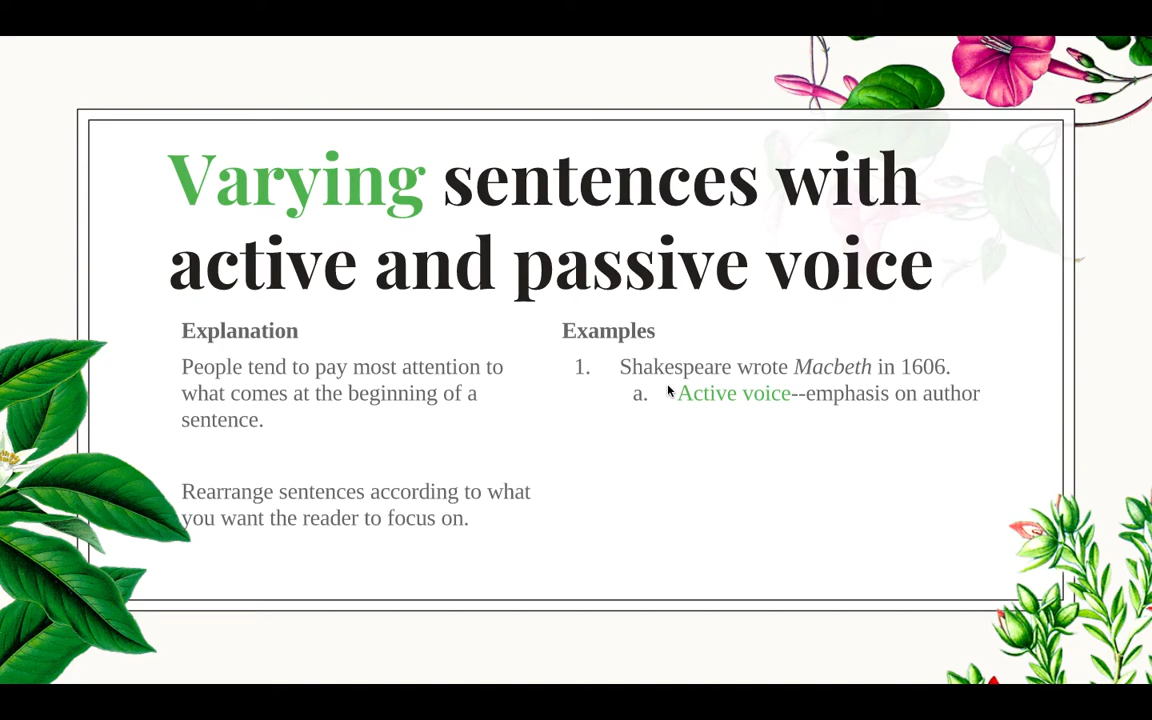 Varying sentences with
active and passive voice
Explanation
People tend to pay most attention to
what comes at the beginning of a
sentence.
Rearrange sentences according to what
you want the reader to focus on.
Examples
1. Shakespeare wrote Macbeth in 1606.
a. Active voice--emphasis on author